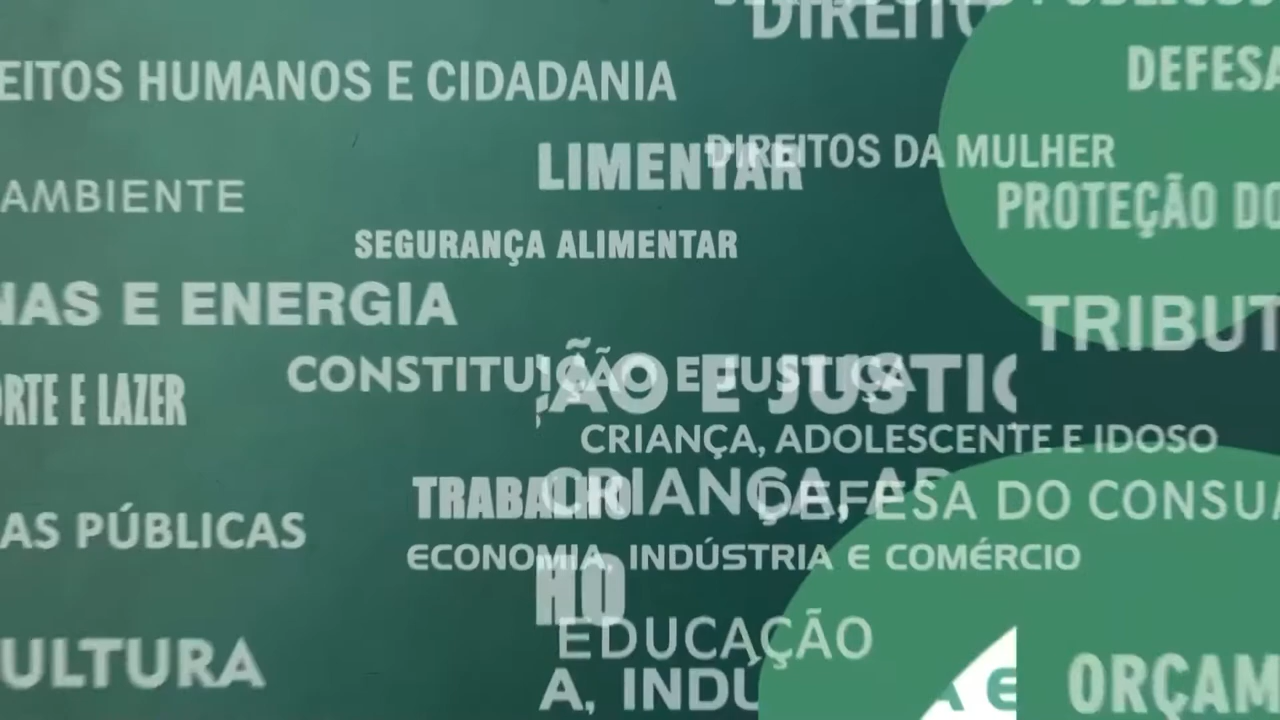 DIREITO
EITOS HUMANOS E CIDADANIA
DEFESA
DIREITOS DA MULHER
LIMENTAR
AMBIENTE
PROTEÇÃO DO
SEGURANÇA ALIMENTAR
NAS E ENERGIA
TRIBUT
CONSTITUIÇÃO E JUSTIÇA
ÃO E JUSTIÇ
ORTE E LAZER
CRIANÇA, ADOLESCENTE E IDOSO
TRABALHO
CRIANÇA, AD
DEFESA DO CONSU
AS PÚBLICAS
ECONOMIA, INDÚSTRIA E COMÉRCIO
HO
EDUCAÇÃO
ULTURA
A, INDÚ
A E
ORÇAM